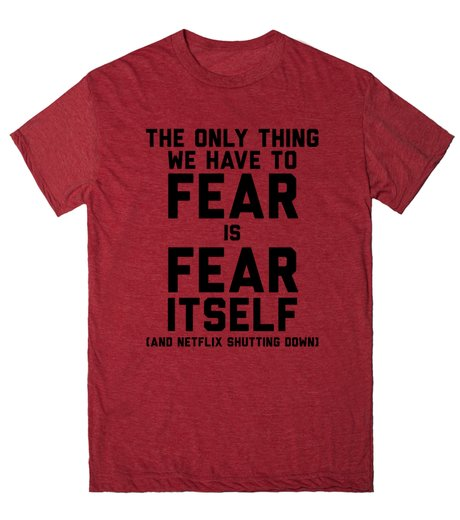 THE ONLY THING
WE HAVE TO
FEAR
IS
FEAR
ITSELF
(AND NETFLIX SHUTTING DOWN)